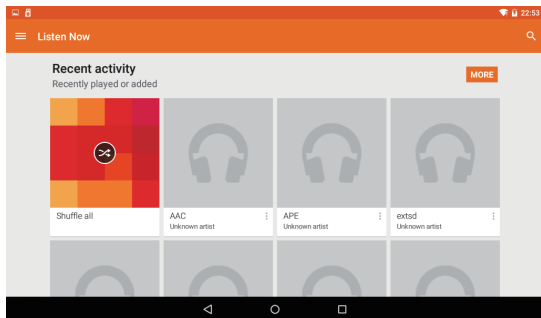 22:53
Listen Now
Recent activity
Recently played or added
MORE
Shuffle all
AAC
Unknown artist
APE
Unknown artist
extsd
Unknown artist